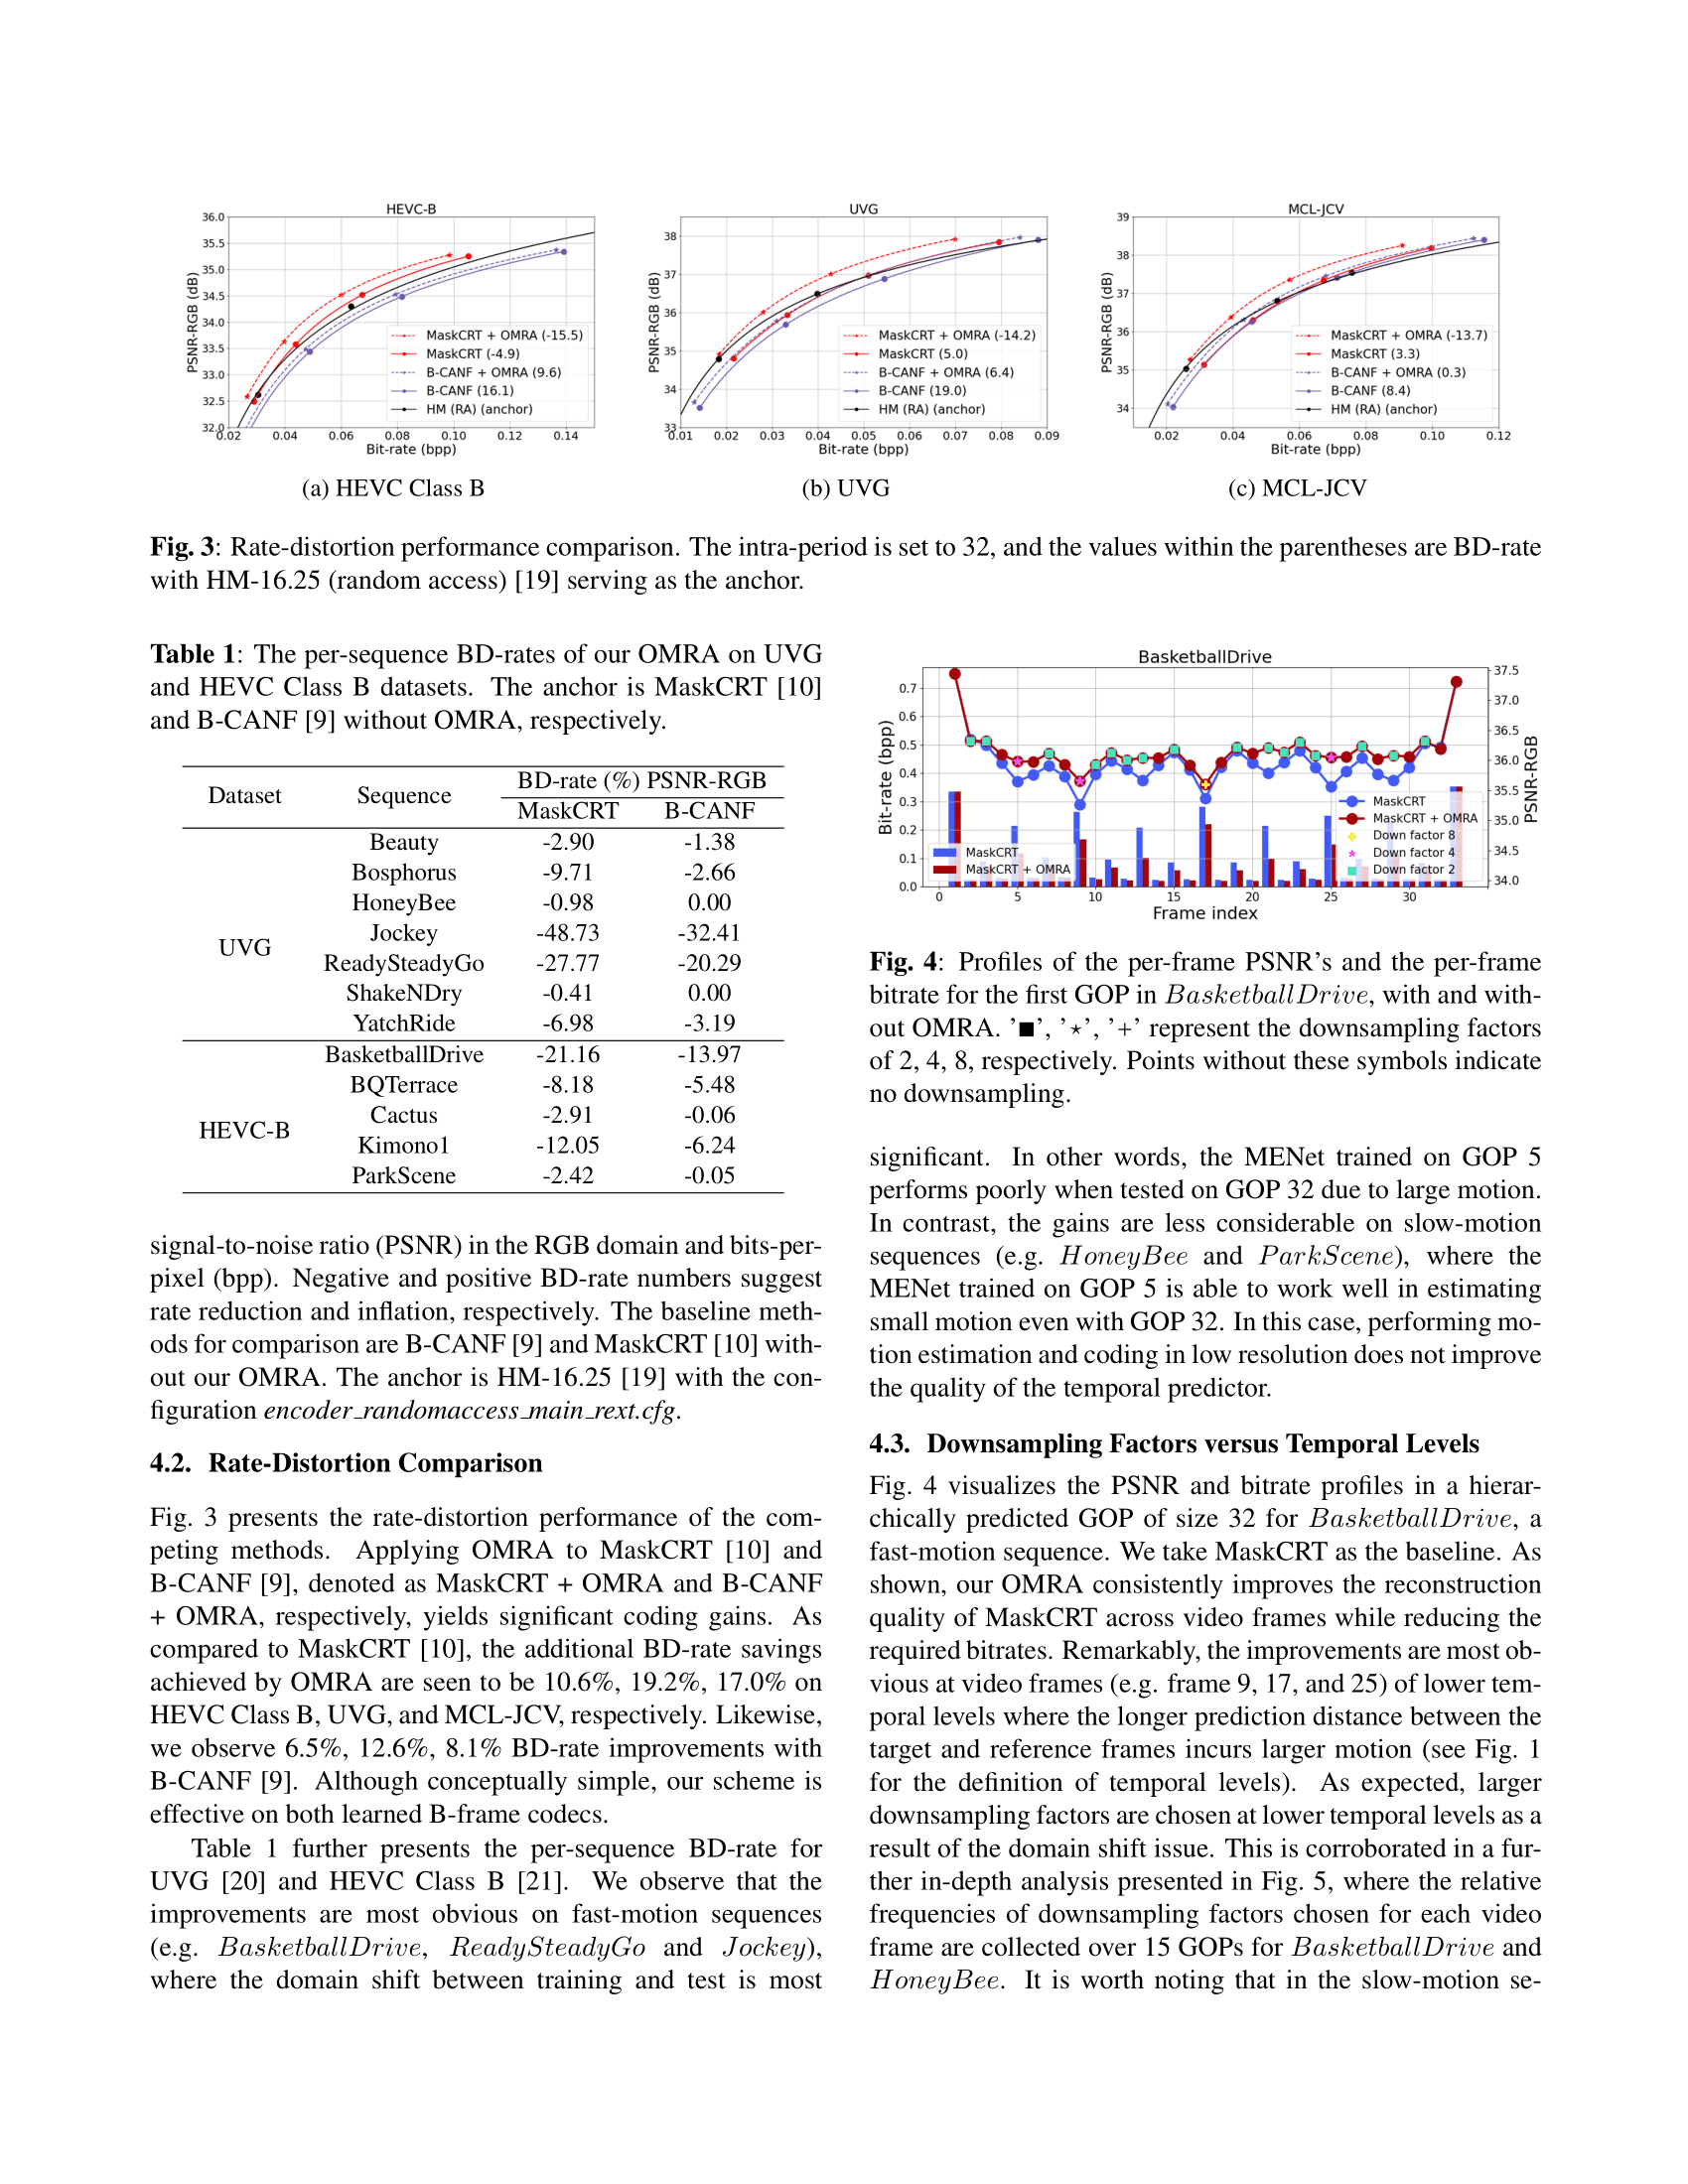 HEVC-B
36.0
35.5
35.0
34.5
34.0
33.5
33.0
32.5
32.0
PSNR-RGB (dB)
0.02 0.04 0.06 0.08 0.10 0.12 0.14
Bit-rate (bpp)
MaskCRT + OMRA (-15.5)
MaskCRT (-4.9)
B-CANF + OMRA (9.6)
B-CANF (16.1)
HM (RA) (anchor)
(a) HEVC Class B
UVG
38
37
36
35
34
33
PSNR-RGB (dB)
0.01 0.02 0.03 0.04 0.05 0.06 0.07 0.08 0.09
Bit-rate (bpp)
MaskCRT + OMRA (-14.2)
MaskCRT (5.0)
B-CANF + OMRA (6.4)
B-CANF (19.0)
HM (RA) (anchor)
(b) UVG
MCL-JCV
39
38
37
36
35
34
PSNR-RGB (dB)
0.02 0.04 0.06 0.08 0.10 0.12
Bit-rate (bpp)
MaskCRT + OMRA (-13.7)
MaskCRT (3.3)
B-CANF + OMRA (0.3)
B-CANF (8.4)
HM (RA) (anchor)
(c) MCL-JCV
Fig. 3: Rate-distortion performance comparison. The intra-period is set to 32, and the values within the parentheses are BD-rate
with HM-16.25 (random access) [19] serving as the anchor.
Table 1: The per-sequence BD-rates of our OMRA on UVG
and HEVC Class B datasets. The anchor is MaskCRT [10]
and B-CANF [9] without OMRA, respectively.
Dataset Sequence BD-rate (%) PSNR-RGB
MaskCRT B-CANF
UVG
Beauty -2.90 -1.38
Bosphorus -9.71 -2.66
HoneyBee -0.98 0.00
Jockey -48.73 -32.41
ReadySteadyGo -27.77 -20.29
ShakeNDry -0.41 0.00
YatchRide -6.98 -3.19
HEVC-B
BasketballDrive -21.16 -13.97
BQTerrace -8.18 -5.48
Cactus -2.91 -0.06
Kimono1 -12.05 -6.24
ParkScene -2.42 -0.05
signal-to-noise ratio (PSNR) in the RGB domain and bits-per-
pixel (bpp). Negative and positive BD-rate numbers suggest
rate reduction and inflation, respectively. The baseline meth-
ods for comparison are B-CANF [9] and MaskCRT [10] with-
out our OMRA. The anchor is HM-16.25 [19] with the con-
figuration encoder_randomaccess_main_rext.cfg.
4.2. Rate-Distortion Comparison
Fig. 3 presents the rate-distortion performance of the com-
peting methods. Applying OMRA to MaskCRT [10] and
B-CANF [9], denoted as MaskCRT + OMRA and B-CANF
+ OMRA, respectively, yields significant coding gains. As
compared to MaskCRT [10], the additional BD-rate savings
achieved by OMRA are seen to be 10.6%, 19.2%, 17.0% on
HEVC Class B, UVG, and MCL-JCV, respectively. Likewise,
we observe 6.5%, 12.6%, 8.1% BD-rate improvements with
B-CANF [9]. Although conceptually simple, our scheme is
effective on both learned B-frame codecs.
Table 1 further presents the per-sequence BD-rate for
UVG [20] and HEVC Class B [21]. We observe that the
improvements are most obvious on fast-motion sequences
(e.g. BasketballDrive, ReadySteadyGo and Jockey),
where the domain shift between training and test is most
BasketballDrive
0.7
0.6
0.5
0.4
0.3
0.2
0.1
0.0
Bit-rate (bpp)
37.5
37.0
36.5
36.0
35.5
35.0
34.5
34.0
PSNR-RGB
MaskCRT
MaskCRT + OMRA
MaskCRT
MaskCRT + OMRA
Down factor 8
Down factor 4
Down factor 2
0 5 10 15 20 25 30
Frame index
Fig. 4: Profiles of the per-frame PSNR's and the per-frame
bitrate for the first GOP in BasketballDrive, with and with-
out OMRA. '■', '⋆', '+' represent the downsampling factors
of 2, 4, 8, respectively. Points without these symbols indicate
no downsampling.
significant. In other words, the MENet trained on GOP 5
performs poorly when tested on GOP 32 due to large motion.
In contrast, the gains are less considerable on slow-motion
sequences (e.g. HoneyBee and ParkScene), where the
MENet trained on GOP 5 is able to work well in estimating
small motion even with GOP 32. In this case, performing mo-
tion estimation and coding in low resolution does not improve
the quality of the temporal predictor.
4.3. Downsampling Factors versus Temporal Levels
Fig. 4 visualizes the PSNR and bitrate profiles in a hierar-
chically predicted GOP of size 32 for BasketballDrive, a
fast-motion sequence. We take MaskCRT as the baseline. As
shown, our OMRA consistently improves the reconstruction
quality of MaskCRT across video frames while reducing the
required bitrates. Remarkably, the improvements are most ob-
vious at video frames (e.g. frame 9, 17, and 25) of lower tem-
poral levels where the longer prediction distance between the
target and reference frames incurs larger motion (see Fig. 1
for the definition of temporal levels). As expected, larger
downsampling factors are chosen at lower temporal levels as a
result of the domain shift issue. This is corroborated in a fur-
ther in-depth analysis presented in Fig. 5, where the relative
frequencies of downsampling factors chosen for each video
frame are collected over 15 GOPs for BasketballDrive and
HoneyBee. It is worth noting that in the slow-motion se-